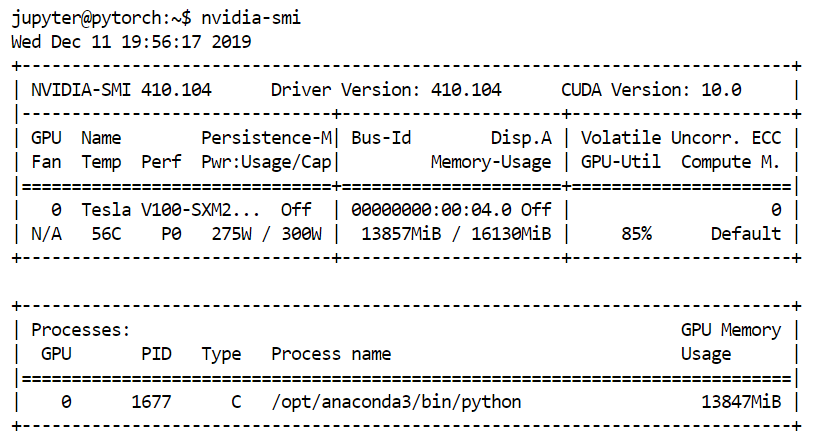 jupyter@pytorch:~$ nvidia-smi
Wed Dec 11 19:56:17 2019
+-----------------------------------------------------------------------------+
| NVIDIA-SMI 410.104      Driver Version: 410.104      CUDA Version: 10.0     |
|-------------------------------+----------------------+----------------------+
| GPU  Name        Persistence-M| Bus-Id        Disp.A | Volatile Uncorr. ECC |
| Fan  Temp  Perf  Pwr:Usage/Cap|         Memory-Usage | GPU-Util  Compute M. |
|===============================+======================+======================|
|   0  Tesla V100-SXM2...  Off  | 00000000:00:04.0 Off |                    0 |
| N/A   56C    P0   275W / 300W |  13857MiB / 16130MiB |     85%      Default |
+-------------------------------+----------------------+----------------------+

+-----------------------------------------------------------------------------+
| Processes:                                                       GPU Memory |
|  GPU       PID   Type   Process name                             Usage      |
|=============================================================================|
|    0      1677      C   /opt/anaconda3/bin/python                  13847MiB |
+-----------------------------------------------------------------------------+